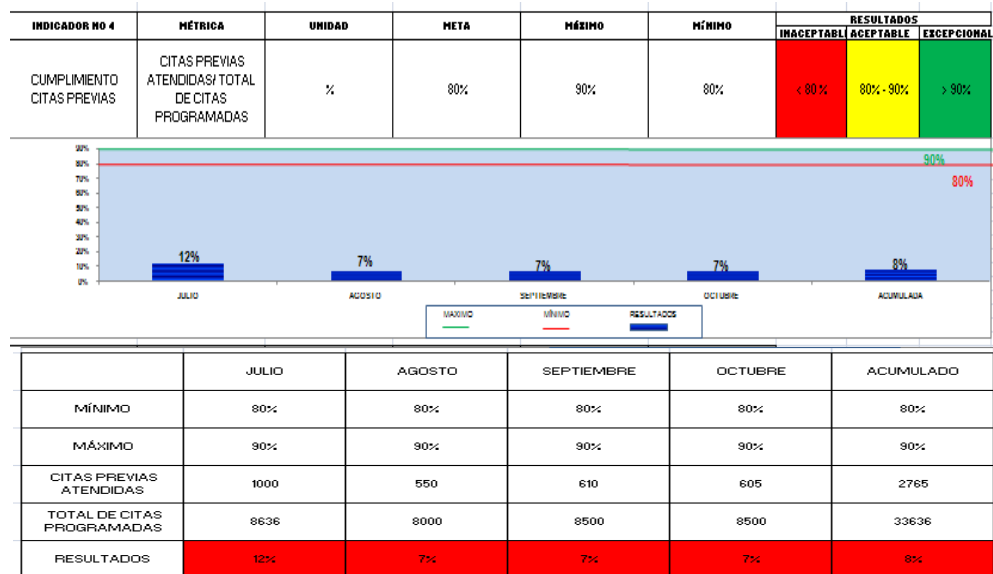 INDICADOR NO 4 MÉTRICA UNIDAD META MÁXIMO MÍNIMO RESULTADOS
INACEPTABL ACEPTABLE EXCEPCIONAL
CUMPLIMIENTO
CITAS PREVIAS
CITAS PREVIAS
ATENDIDAS/ TOTAL
DE CITAS
PROGRAMADAS
% 80% 90% 80% < 80 % 80% - 90% > 90%
90%
80%
70%
60%
50%
40%
30%
20%
10%
0%
90%
80%
12% 7% 7% 7% 8%
JULIO AGOSTO SEPTIEMBRE OCTUBRE ACUMULADA
MAXIMO MÍNIMO RESULTADOS
JULIO AGOSTO SEPTIEMBRE OCTUBRE ACUMULADO
MÍNIMO 80% 80% 80% 80% 80%
MÁXIMO 90% 90% 90% 90% 90%
CITAS PREVIAS
ATENDIDAS
1000 550 610 605 2765
TOTAL DE CITAS
PROGRAMADAS
8636 8000 8500 8500 33636
RESULTADOS 12% 7% 7% 7% 8%